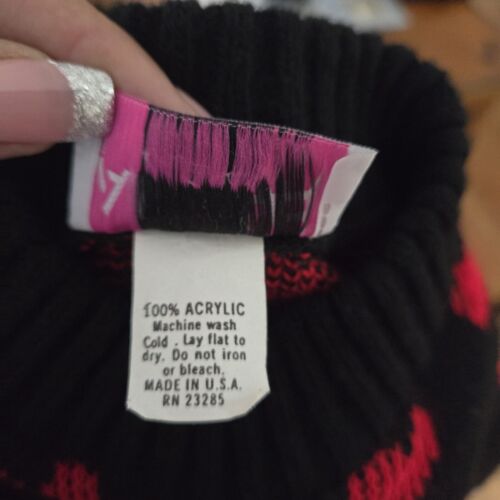 100% ACRYLIC
Machine wash
Cold . Lay flat to
dry. Do not iron
or bleach.
MADE IN U.S.A.
RN 23285